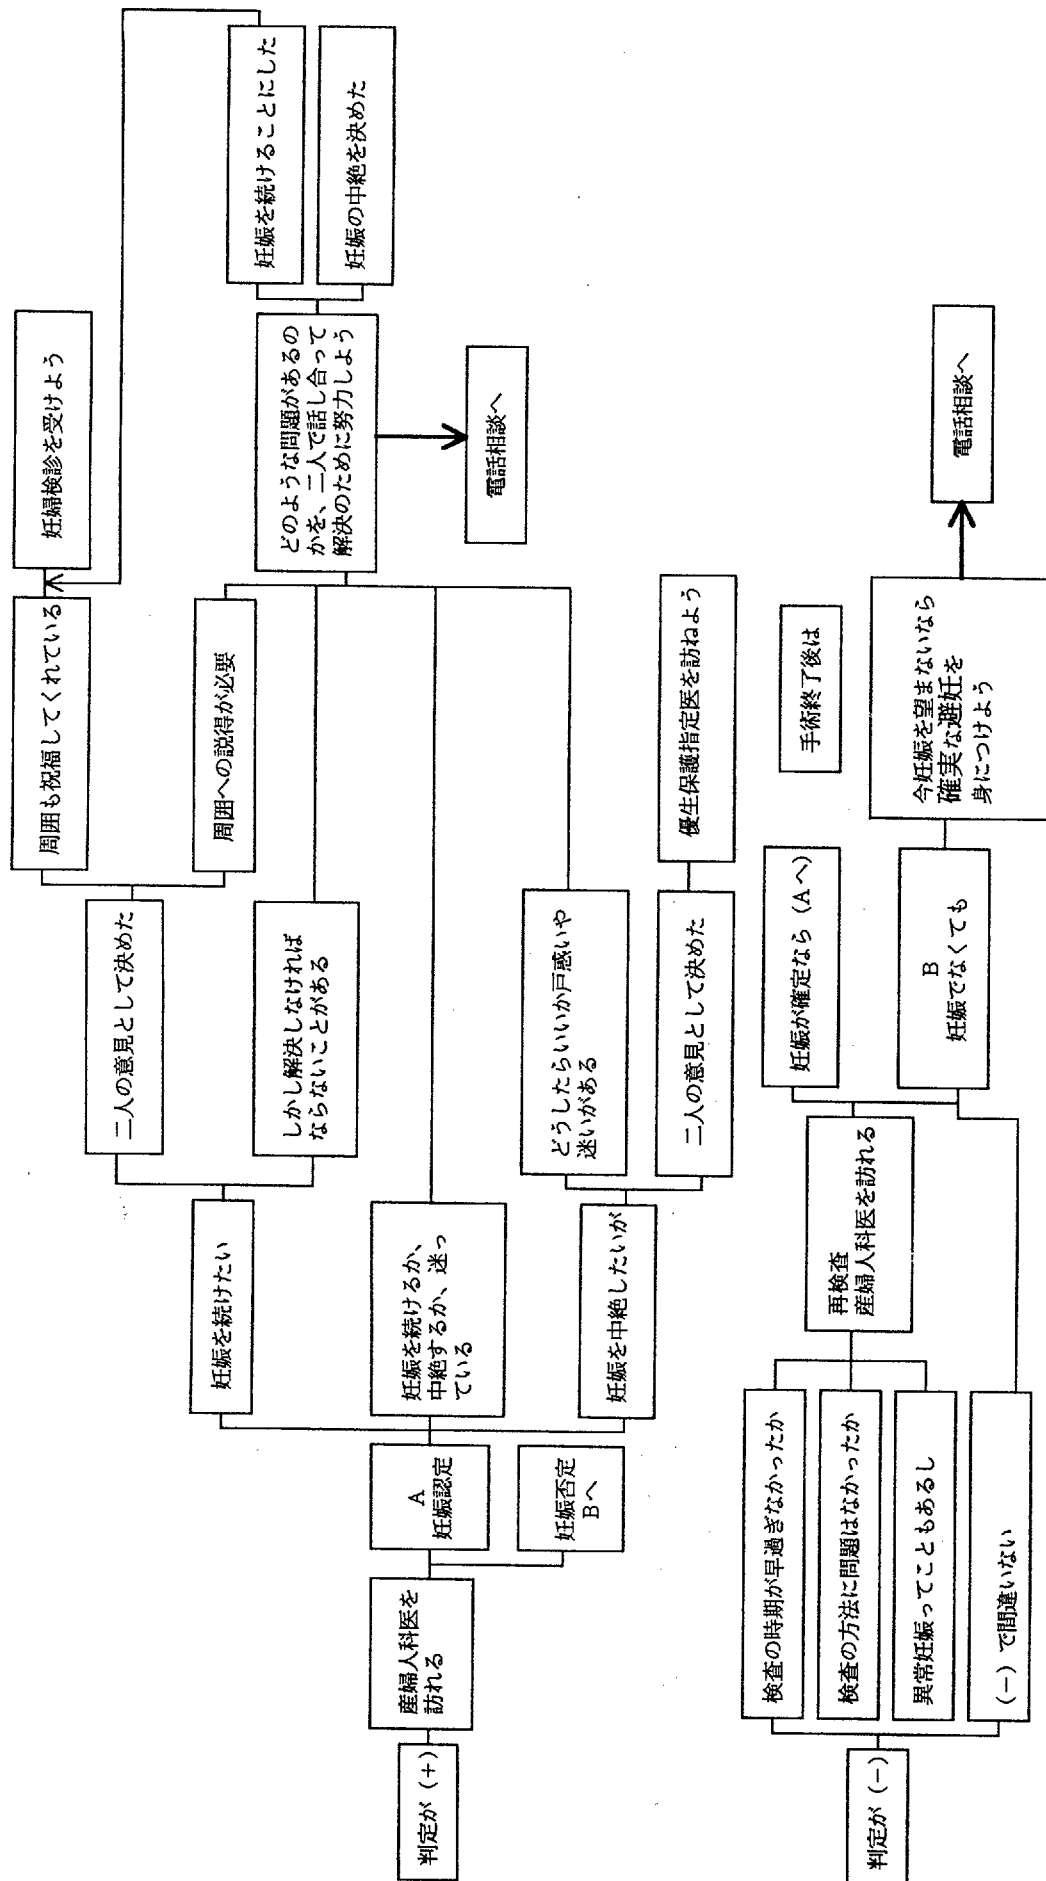 判定が（＋）
産婦人科医を
訪れる
A
妊娠認定
妊娠否定
Bへ
妊娠を続けたい
妊娠を続けるか、
中絶するか、迷っ
ている
妊娠を中絶したいが
二人の意見として決めた
しかし解決しなければ
ならないことがある
どうしたらいいか戸惑いや
迷いがある
二人の意見として決めた
周囲も祝福してくれている
周囲への説得が必要
優生保護指定医を訪ねよう
妊婦検診を受けよう
どのような問題があるの
かを、二人で話し合って
解決のために努力しよう
電話相談へ
妊娠を続けることにした
妊娠の中絶を決めた
判定が（－）
検査の時期が早過ぎなかったか
検査の方法に問題はなかったか
異常妊娠ってこともあるし
（－）で間違いない
再検査
産婦人科医を訪れる
妊娠が確定なら（Aへ）
B
妊娠でなくても
手術終了後は
今妊娠を望まないなら
確実な避妊を
身につけよう
電話相談へ